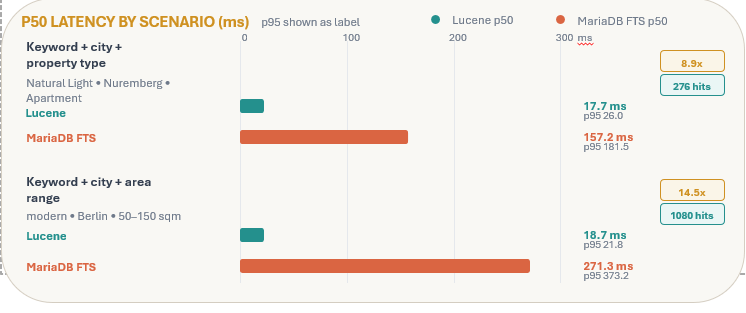 P50 LATENCY BY SCENARIO (ms) p95 shown as label Lucene p50 MariaDB FTS p50
0 100 200 300 ms
Keyword + city +
property type
8.9x
Natural Light • Nuremberg •
Apartment
276 hits
Lucene 17.7 ms
p95 26.0
MariaDB FTS 157.2 ms
p95 181.5
Keyword + city + area
range
14.5x
modern • Berlin • 50–150 sqm
1080 hits
Lucene 18.7 ms
p95 21.8
MariaDB FTS 271.3 ms
p95 373.2